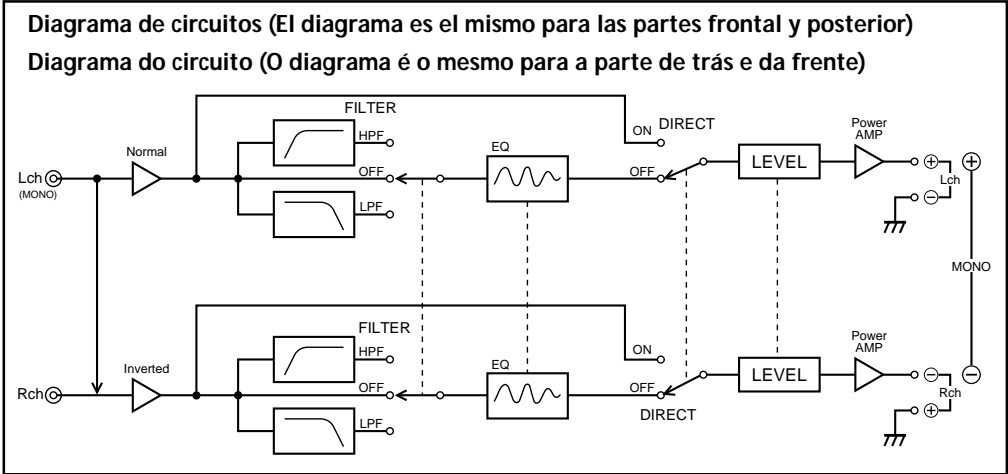 Diagrama de circuitos (El diagrama es el mismo para las partes frontal y posterior)
Diagrama do circuito (O diagrama é o mesmo para a parte de trás e da frente)
FILTER
HPF
OFF
LPF
Normal
Lch
(MONO)
EQ
ON
DIRECT
OFF
LEVEL
Power
AMP
+
Lch
−
+
MONO
−
FILTER
HPF
OFF
LPF
Inverted
Rch
EQ
ON
OFF
DIRECT
LEVEL
Power
AMP
−
Rch
+